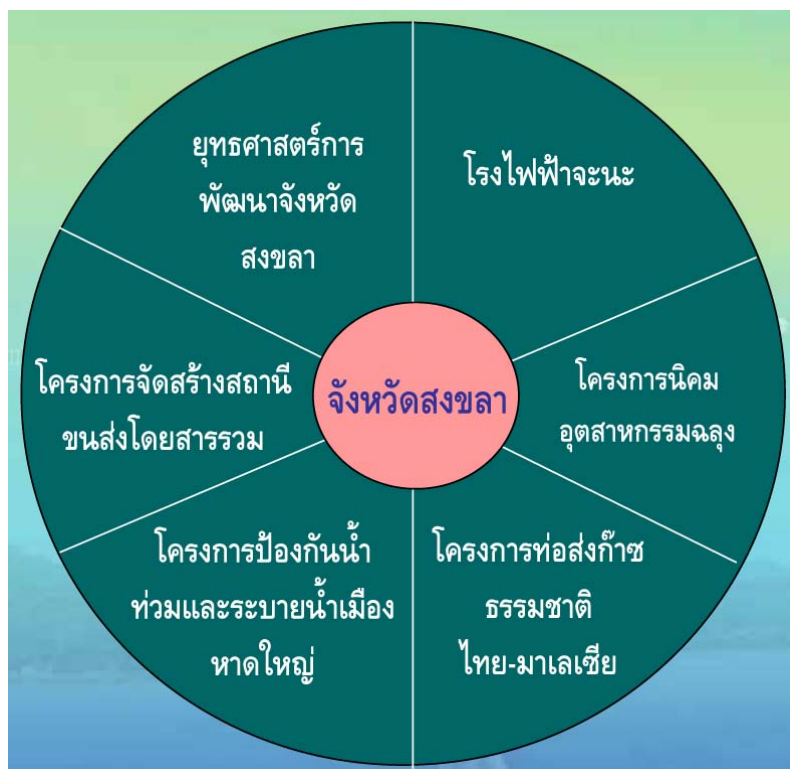 ยุทธศาสตร์การ
พัฒนาจังหวัด
สงขลา
โรงไฟฟ้าจะนะ
โครงการจัดสร้างสถานี
ขนส่งโดยสารรวม
จังหวัดสงขลา
โครงการนิคม
อุตสาหกรรมฉลุง
โครงการป้องกันน้ำ
ท่วมและระบายน้ำเมือง
หาดใหญ่
โครงการท่อส่งก๊าซ
ธรรมชาติ
ไทย-มาเลเซีย